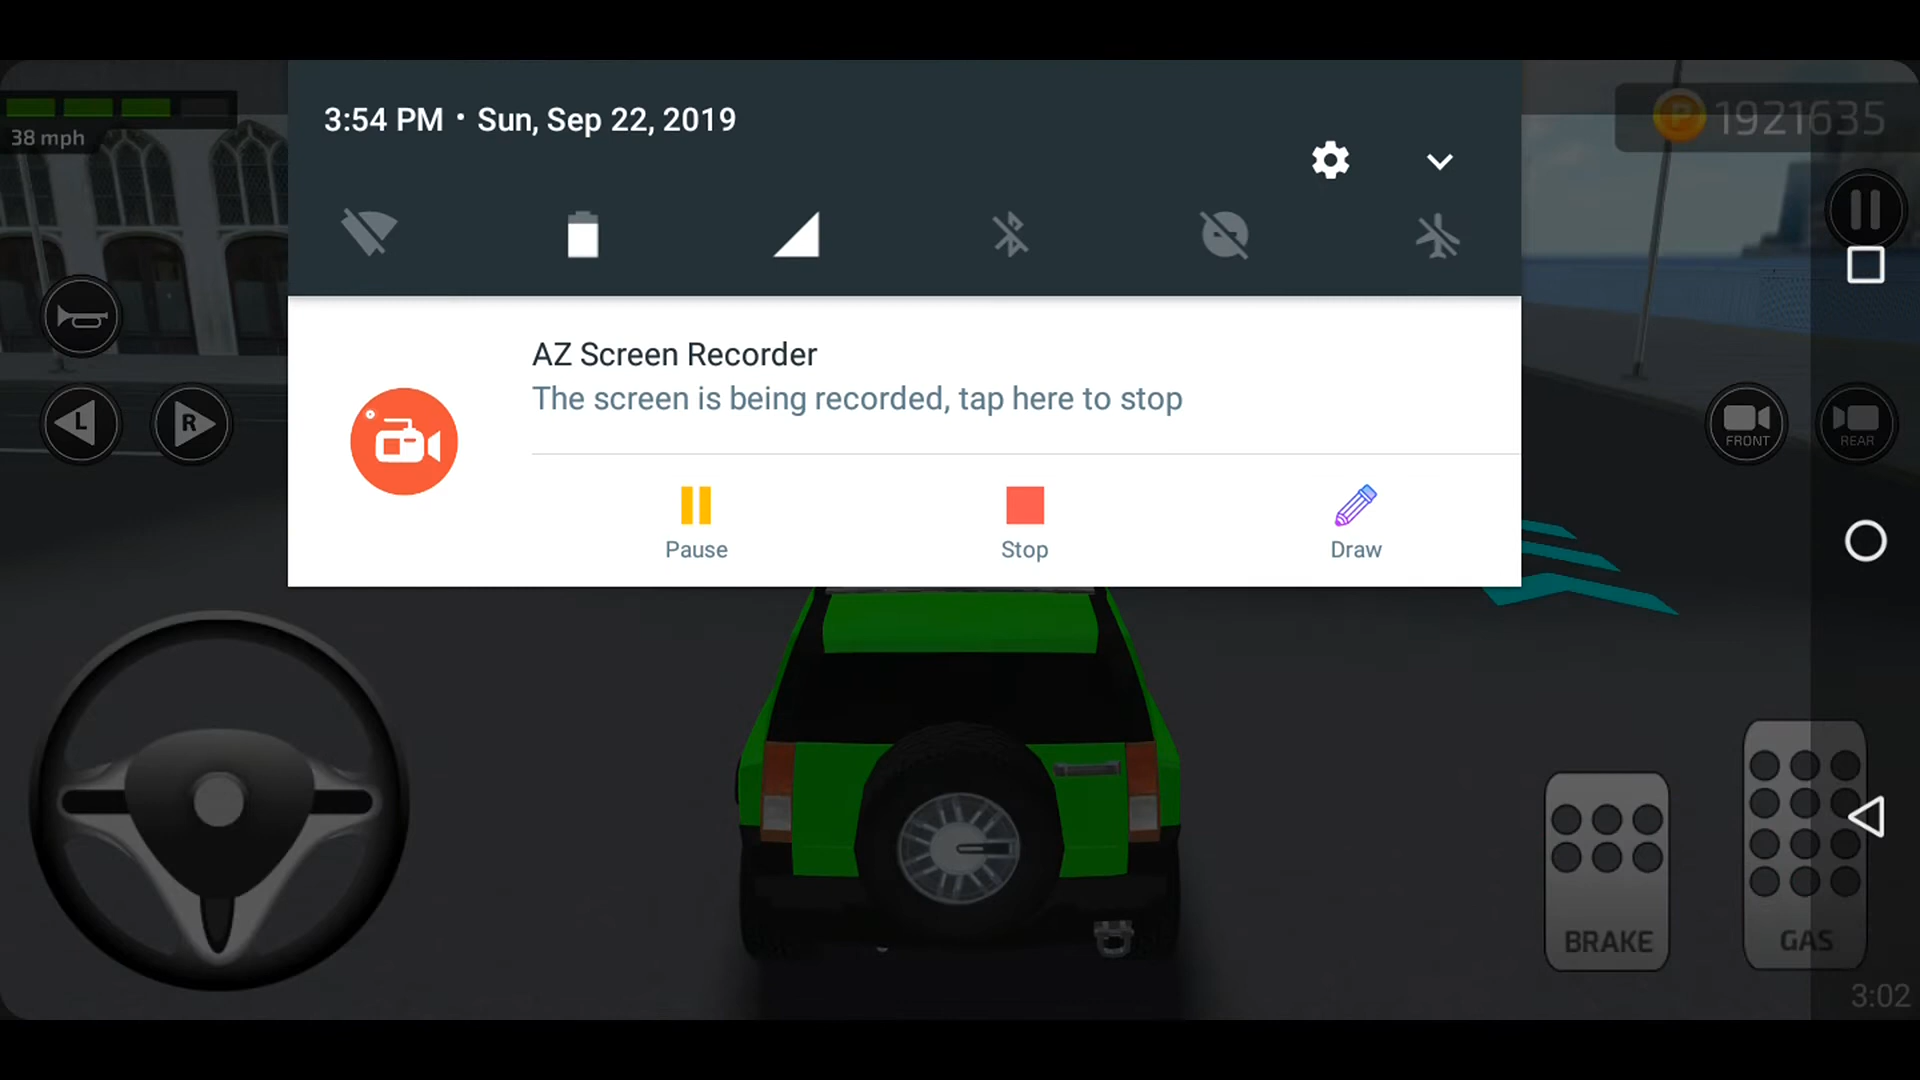 3:54 PM • Sun, Sep 22, 2019
38 mph
P 1921635
AZ Screen Recorder
The screen is being recorded, tap here to stop
L R
FRONT REAR
Pause Stop Draw
BRAKE GAS
3:02